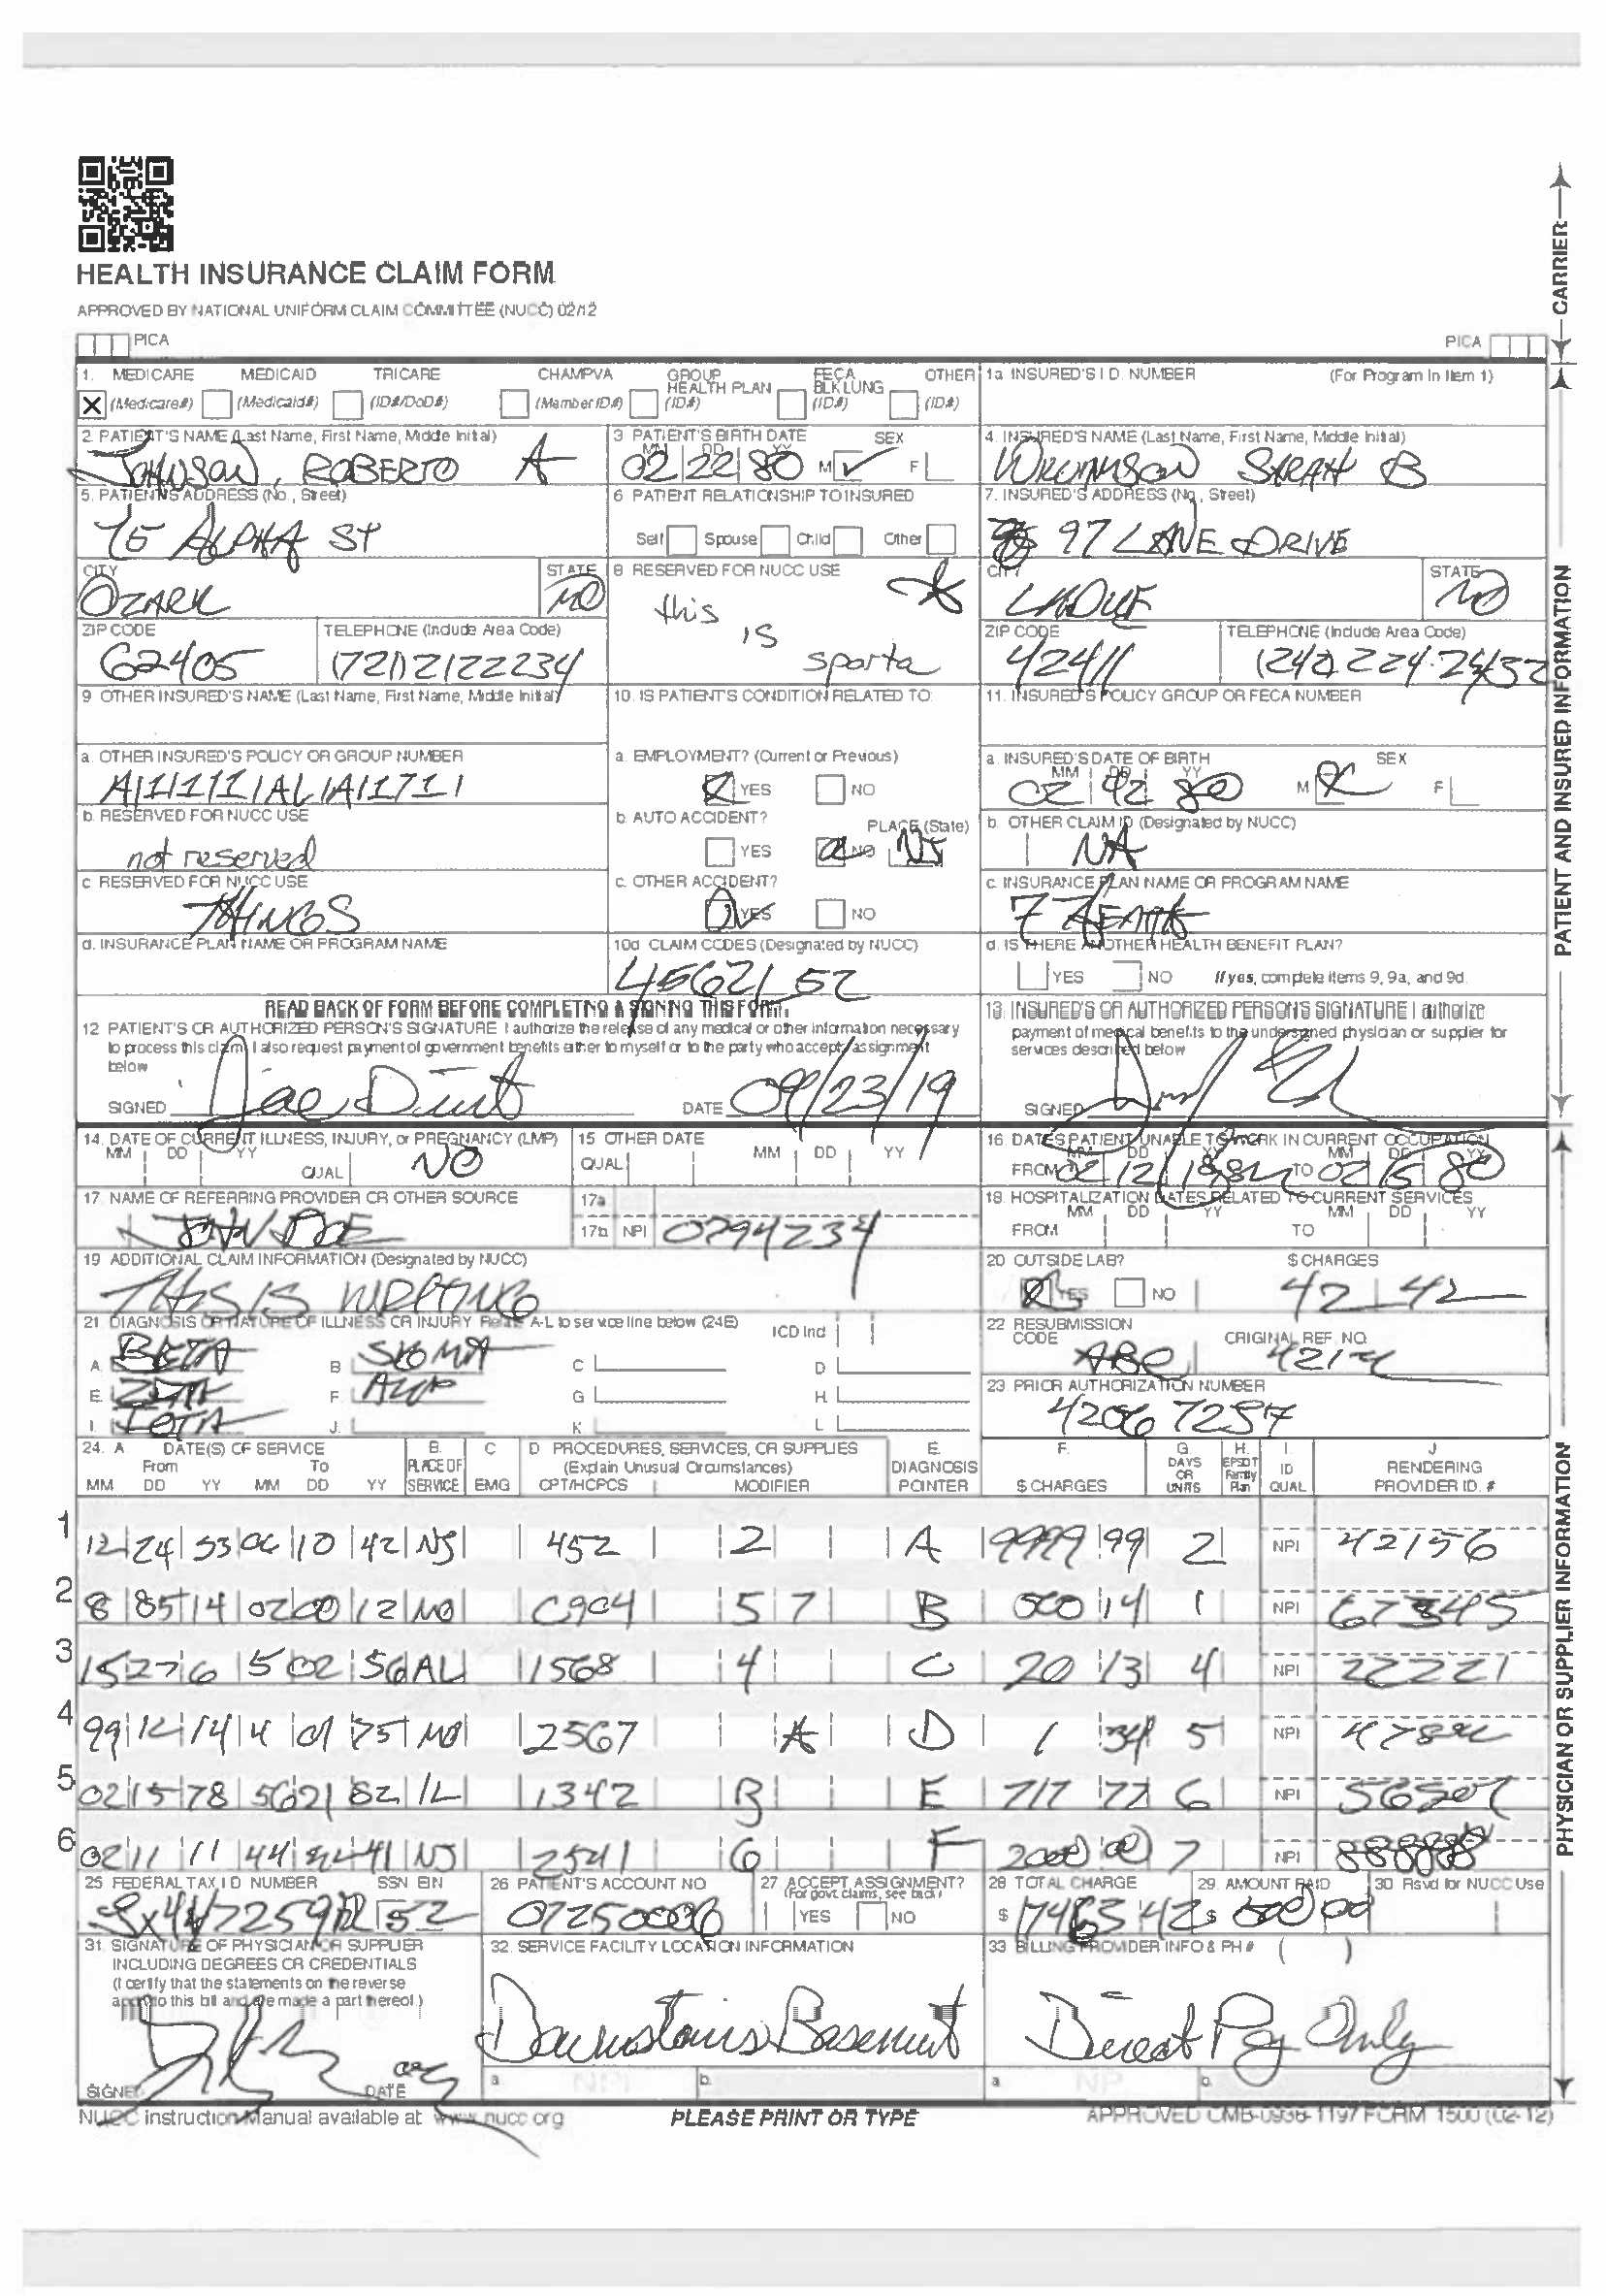 HEALTH INSURANCE CLAIM FORM
APPROVED BY NATIONAL UNIFORM CLAIM COMMITTEE (NUCC) 02/12
PICA PICA
CARRIER
1. MEDICARE MEDICAID TRICARE CHAMPVA GROUP HEALTH PLAN FECA BLK LUNG OTHER
X (Medicare#) (Medicaid#) (ID#/DoD#) (Member ID#) (ID#) (ID#) (ID#)
1a INSURED'S I.D. NUMBER (For Program in Item 1)
2. PATIENT'S NAME (Last Name, First Name, Middle Initial)
JOHNSON, ROBERTO A
3 PATIENT'S BIRTH DATE SEX
MM DD YY
02 22 80 M F
4. INSURED'S NAME (Last Name, First Name, Middle Initial)
SARAH B
5. PATIENT'S ADDRESS (No., Street)
75 ALPHA ST
6 PATIENT RELATIONSHIP TO INSURED
Self Spouse Child Other
7. INSURED'S ADDRESS (No., Street)
97 LANE DRIVE
CITY STATE
OZARK MO
8 RESERVED FOR NUCC USE
this
is
sparta
CITY STATE
LADUE MO
ZIP CODE TELEPHONE (Include Area Code)
62405 (721) 2122234
ZIP CODE TELEPHONE (Include Area Code)
42411
9 OTHER INSURED'S NAME (Last Name, First Name, Middle Initial)
10. IS PATIENT'S CONDITION RELATED TO:
11. INSURED'S POLICY GROUP OR FECA NUMBER
a. OTHER INSURED'S POLICY OR GROUP NUMBER
a. EMPLOYMENT? (Current or Previous)
YES NO
a. INSURED'S DATE OF BIRTH SEX
MM DD YY
02 42 80 M F
b. RESERVED FOR NUCC USE
not reserved
b. AUTO ACCIDENT? PLACE (State)
YES NO NJ
b. OTHER CLAIM ID (Designated by NUCC)
NA
c RESERVED FOR NUCC USE
THINGS
c. OTHER ACCIDENT?
YES NO
c. INSURANCE PLAN NAME OR PROGRAM NAME
d. INSURANCE PLAN NAME OR PROGRAM NAME
10d CLAIM CODES (Designated by NUCC)
45621 52
d. IS THERE ANOTHER HEALTH BENEFIT PLAN?
YES NO If yes, complete items 9, 9a, and 9d.
READ BACK OF FORM BEFORE COMPLETING & SIGNING THIS FORM.
12 PATIENT'S OR AUTHORIZED PERSON'S SIGNATURE I authorize the release of any medical or other information necessary
to process this claim. I also request payment of government benefits either to myself or to the party who accepts assignment
below
SIGNED DATE 09/23/19
13. INSURED'S OR AUTHORIZED PERSON'S SIGNATURE I authorize
payment of medical benefits to the undersigned physician or supplier for
services described below
SIGNED
PATIENT AND INSURED INFORMATION
14. DATE OF CURRENT ILLNESS, INJURY, or PREGNANCY (LMP)
MM DD YY QUAL NO
15 OTHER DATE
QUAL MM DD YY
16 DATES PATIENT UNABLE TO WORK IN CURRENT OCCUPATION
MM DD YY MM DD YY
FROM TO
17. NAME OF REFERRING PROVIDER OR OTHER SOURCE
17a
17b NPI 0794234
18. HOSPITALIZATION DATES RELATED TO CURRENT SERVICES
MM DD YY MM DD YY
FROM TO
19 ADDITIONAL CLAIM INFORMATION (Designated by NUCC)
THIS IS WRITING
20 OUTSIDE LAB? $ CHARGES
YES NO 42 42
21 DIAGNOSIS OR NATURE OF ILLNESS OR INJURY Relate A-L to service line below (24E) ICD Ind
A. BETA B SIGMA C D
E. F. G H.
I. IOTA J. K L
22 RESUBMISSION CODE ORIGINAL REF. NO.
ABC
23. PRIOR AUTHORIZATION NUMBER
42067257
24. A DATE(S) OF SERVICE B. C D PROCEDURES, SERVICES, OR SUPPLIES E. F. G. H. I. J
From To PLACE OF (Explain Unusual Circumstances) DIAGNOSIS DAYS OR UNITS EPSDT Family Plan ID RENDERING
MM DD YY MM DD YY SERVICE EMG CPT/HCPCS MODIFIER POINTER $ CHARGES QUAL PROVIDER ID. #
1 12 24 53 06 10 42 NJ 452 2 A 9999 99 2 NPI 42156
2 8 85 14 02 00 12 MO C904 5 7 B 500 14 1 NPI 67345
3 15 27 6 5 02 56 AL 1568 4 C 20 13 4 NPI 22221
4 99 12 14 4 01 75 MO 2567 A D 1 34 5 NPI
5 02 15 78 56 21 82 IL 1342 B E 717 77 6 NPI
6 02 11 11 44 41 NJ 2541 6 F 2000 00 7 NPI 88888
25 FEDERAL TAX I.D NUMBER SSN EIN
26 PATIENT'S ACCOUNT NO
27 ACCEPT ASSIGNMENT?
(For govt. claims, see back)
YES NO
28 TOTAL CHARGE
$
29. AMOUNT PAID
$
30 Rsvd for NUCC Use
31. SIGNATURE OF PHYSICIAN OR SUPPLIER
INCLUDING DEGREES OR CREDENTIALS
(I certify that the statements on the reverse
apply to this bill and are made a part thereof.)
SIGNED DATE
32. SERVICE FACILITY LOCATION INFORMATION
Downstairs Basement
a. NPI b.
33 BILLING PROVIDER INFO & PH # ( )
Direct Pay Only
a. NPI b.
PHYSICIAN OR SUPPLIER INFORMATION
NUCC Instruction Manual available at www.nucc.org
PLEASE PRINT OR TYPE
APPROVED OMB-0938-1197 FORM 1500 (02-12)